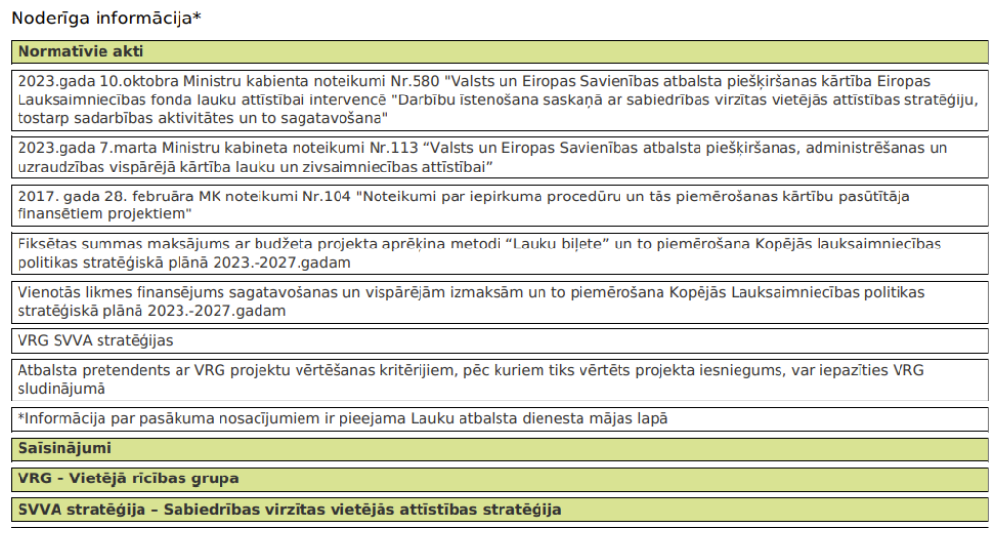 Noderīga informācija*
Normatīvie akti
2023.gada 10.oktobra Ministru kabienta noteikumi Nr.580 "Valsts un Eiropas Savienības atbalsta piešķiršanas kārtība Eiropas
Lauksaimniecības fonda lauku attīstībai intervencē "Darbību īstenošana saskaņā ar sabiedrības virzītas vietējās attīstības stratēģiju,
tostarp sadarbības aktivitātes un to sagatavošana"
2023.gada 7.marta Ministru kabineta noteikumi Nr.113 “Valsts un Eiropas Savienības atbalsta piešķiršanas, administrēšanas un
uzraudzības vispārējā kārtība lauku un zivsaimniecības attīstībai”
2017. gada 28. februāra MK noteikumi Nr.104 "Noteikumi par iepirkuma procedūru un tās piemērošanas kārtību pasūtītāja
finansētiem projektiem"
Fiksētas summas maksājums ar budžeta projekta aprēķina metodi “Lauku biļete” un to piemērošana Kopējās lauksaimniecības
politikas stratēģiskā plānā 2023.-2027.gadam
Vienotās likmes finansējums sagatavošanas un vispārējām izmaksām un to piemērošana Kopējās Lauksaimniecības politikas
stratēģiskā plānā 2023.-2027.gadam
VRG SVVA stratēģijas
Atbalsta pretendents ar VRG projektu vērtēšanas kritērijiem, pēc kuriem tiks vērtēts projekta iesniegums, var iepazīties VRG
sludinājumā
*Informācija par pasākuma nosacījumiem ir pieejama Lauku atbalsta dienesta mājas lapā
Saīsinājumi
VRG – Vietējā rīcības grupa
SVVA stratēģija – Sabiedrības virzītas vietējās attīstības stratēģija